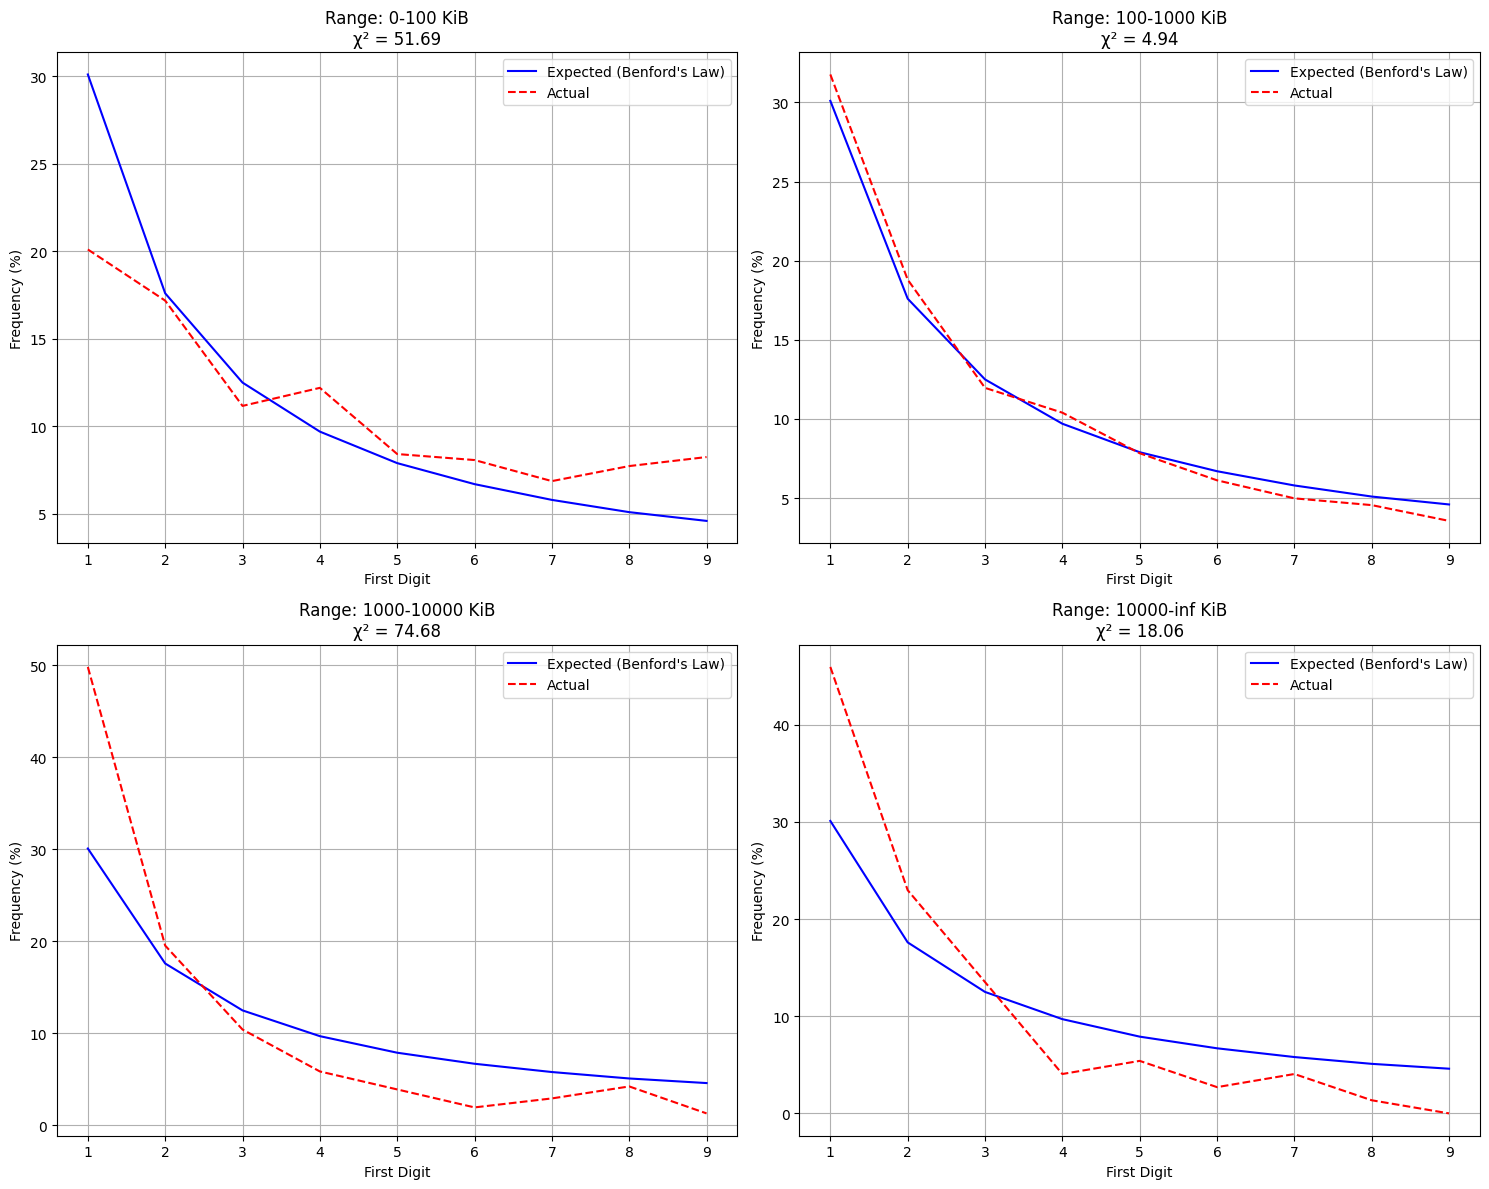 Range: 0-100 KiB
χ² = 51.69
Expected (Benford's Law)
Actual
30
25
20
15
10
5
Frequency (%)
1 2 3 4 5 6 7 8 9
First Digit
Range: 100-1000 KiB
χ² = 4.94
Expected (Benford's Law)
Actual
30
25
20
15
10
5
Frequency (%)
1 2 3 4 5 6 7 8 9
First Digit
Range: 1000-10000 KiB
χ² = 74.68
Expected (Benford's Law)
Actual
50
40
30
20
10
0
Frequency (%)
1 2 3 4 5 6 7 8 9
First Digit
Range: 10000-inf KiB
χ² = 18.06
Expected (Benford's Law)
Actual
40
30
20
10
0
Frequency (%)
1 2 3 4 5 6 7 8 9
First Digit